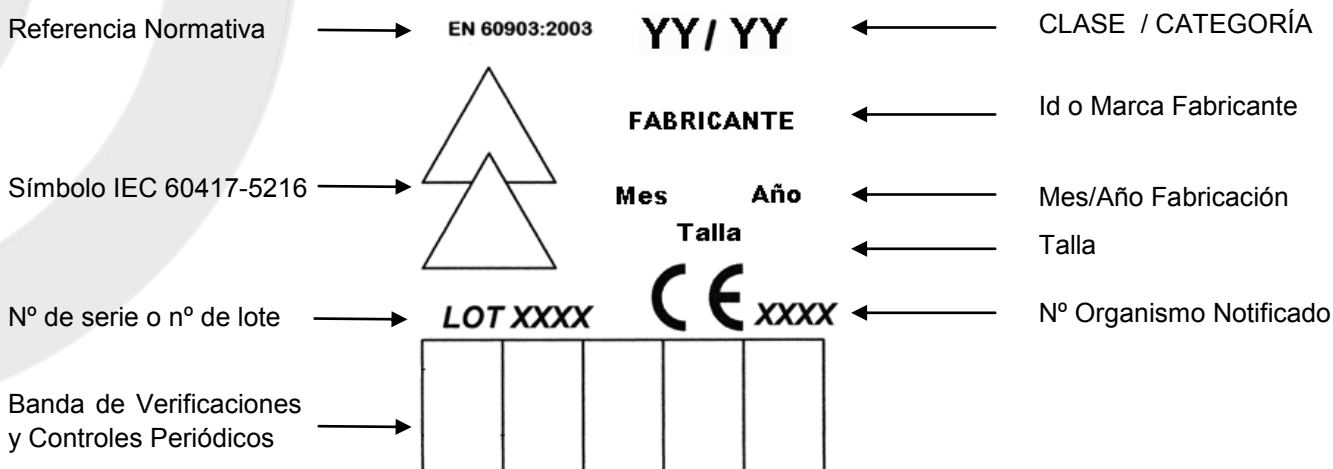 Referencia Normativa
EN 60903:2003
YY/ YY
CLASE / CATEGORÍA
FABRICANTE
Id o Marca Fabricante
Símbolo IEC 60417-5216
Mes Año
Mes/Año Fabricación
Talla
Talla
Nº de serie o nº de lote
LOT XXXX
CE XXXX
Nº Organismo Notificado
Banda de Verificaciones
y Controles Periódicos